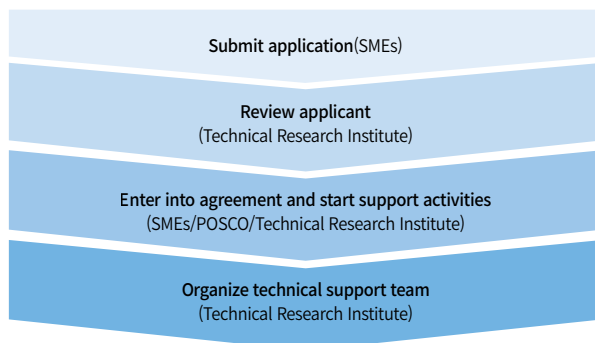 Submit application(SMEs)
Review applicant
(Technical Research Institute)
Enter into agreement and start support activities
(SMEs/POSCO/Technical Research Institute)
Organize technical support team
(Technical Research Institute)